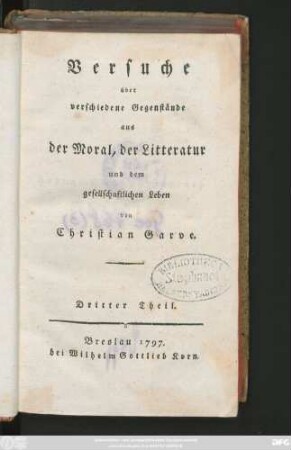 Versuche
über
verschiedene Gegenstände
aus
der Moral, der Litteratur
und dem
gesellschaftlichen Leben
von
Christian Garve.
BIBLIOTHE
Dritter Theil.
Breslau 1797.
bei Wilhelm Gottlieb Korn.